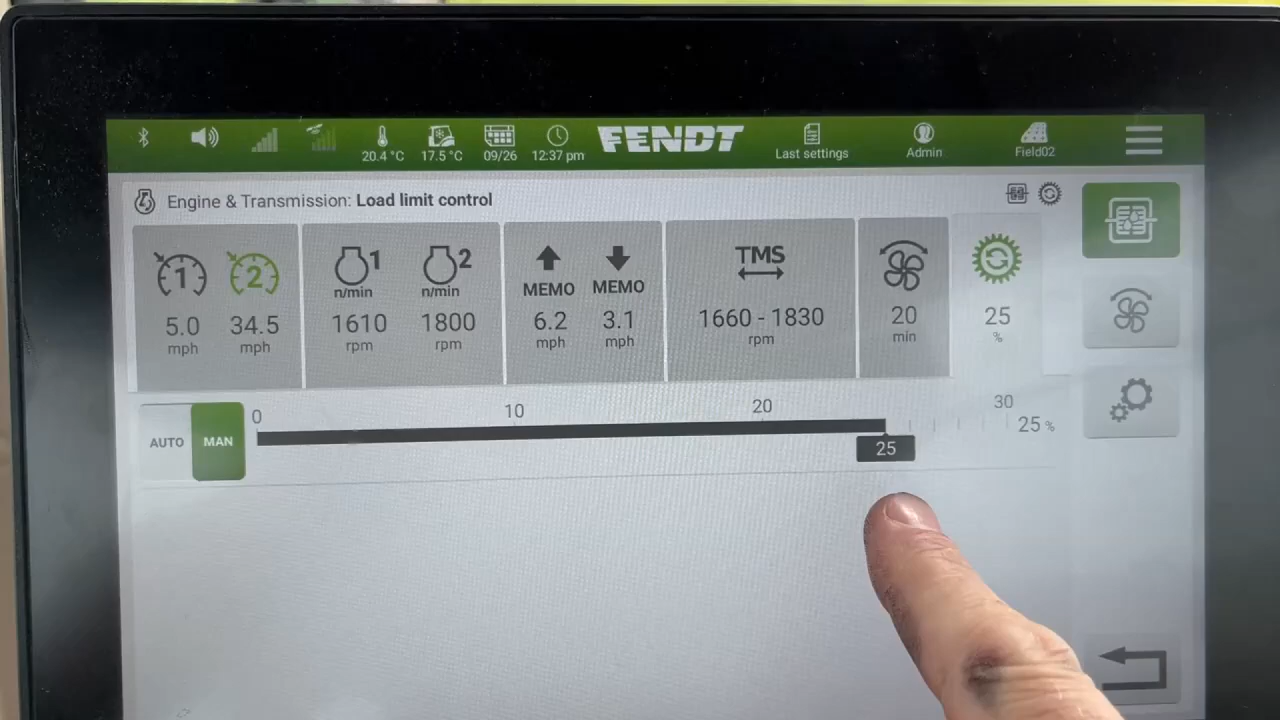 20.4 °C 17.5 °C 09/26 12:37 pm FENDT Last settings Admin Field02
Engine & Transmission: Load limit control
1 2 1 2 TMS
n/min n/min MEMO MEMO
5.0 34.5 1610 1800 6.2 3.1 1660 - 1830 20 25
mph mph rpm rpm mph mph rpm min %
AUTO MAN 0 10 20 30
25 %
25